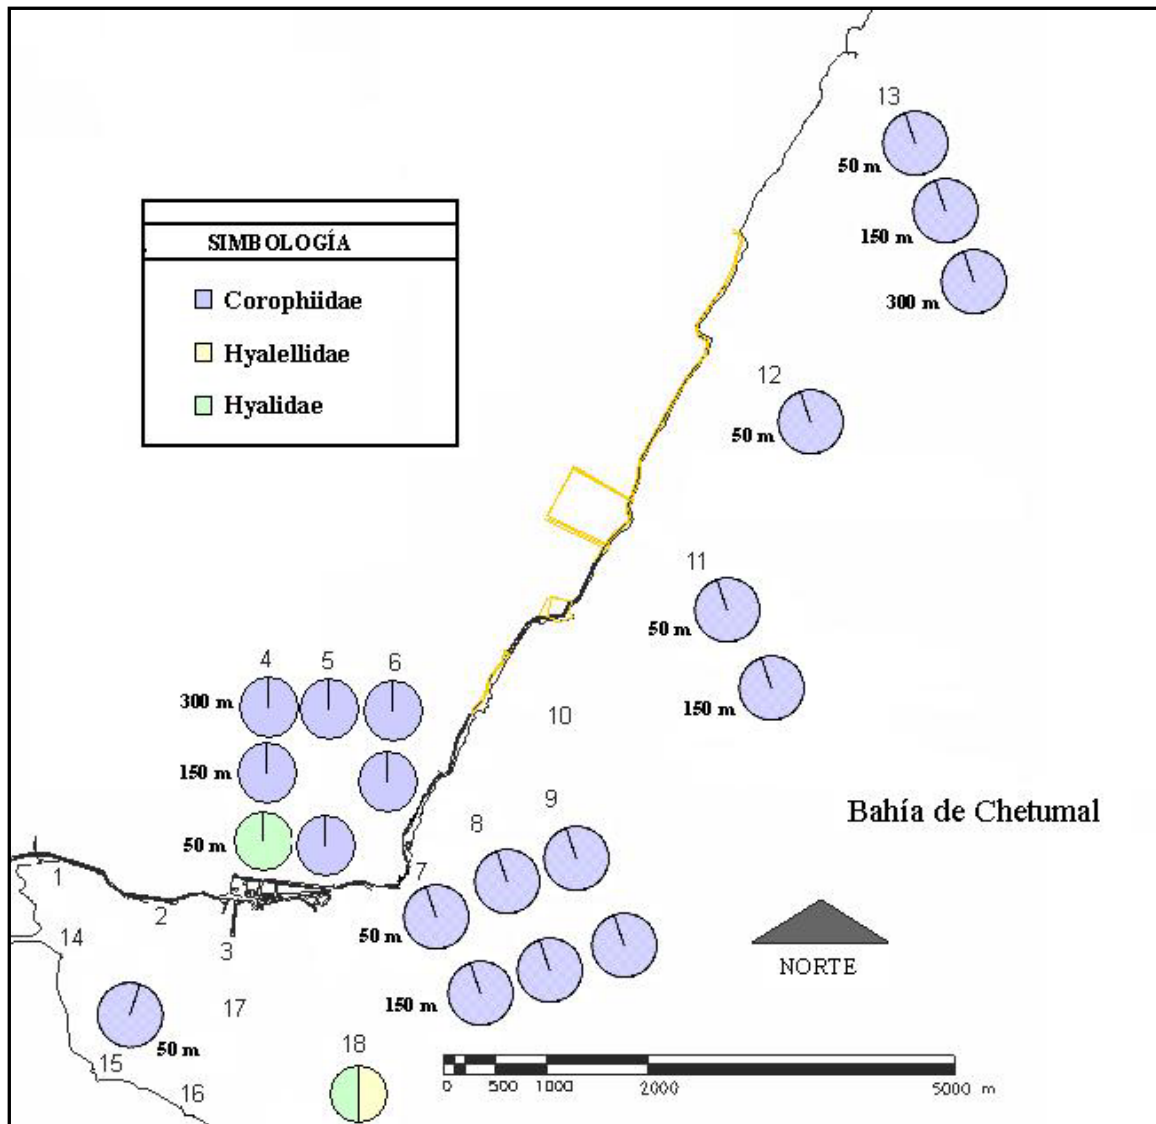 13
50 m
150 m
300 m
SIMBOLOGÍA
Corophiidae
Hyalellidae
Hyalidae
12
50 m
11
50 m
150 m
4 5 6
300 m
150 m
50 m
10
Bahía de Chetumal
9
8
7
50 m
150 m
1
2
3
14
17
15
50 m
16
18
NORTE
0 500 1000 2000 5000 m